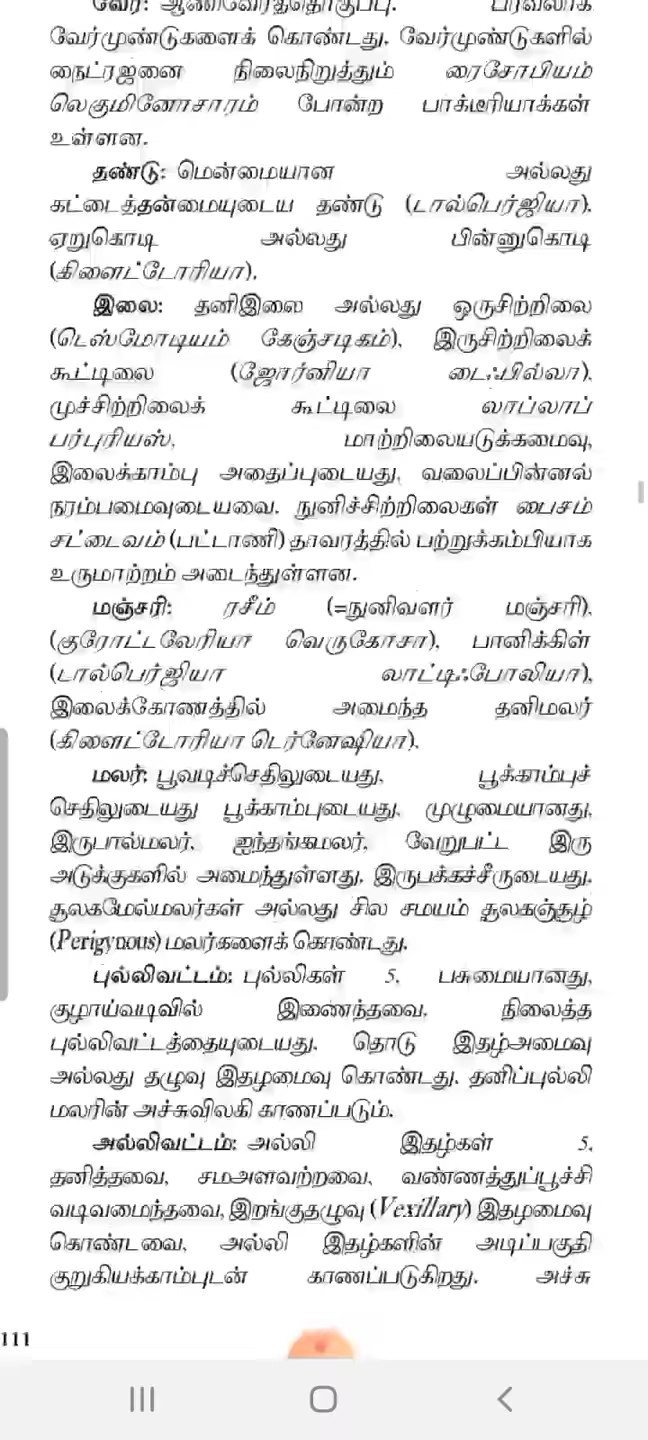 வேர்: ஆணிவேர்த்தொகுப்பு. பரவலாக
வேர்முண்டுகளைக் கொண்டது, வேர்முண்டுகளில்
நைட்ரஜனை நிலைநிறுத்தும் ரைசோபியம்
லெகுமினோசாரம் போன்ற பாக்டீரியாக்கள்
உள்ளன.
தண்டு: மென்மையான அல்லது
கட்டைத்தன்மையுடைய தண்டு (டால்பெர்ஜியா),
ஏறுகொடி அல்லது பின்னுகொடி
(கிளைட்டோரியா),
இலை: தனிஇலை அல்லது ஒருசிற்றிலை
(டெஸ்மோடியம் கேஞ்சடிகம்), இருசிற்றிலைக்
கூட்டிலை (ஜோர்னியா டைஃபில்லா),
முச்சிற்றிலைக் கூட்டிலை லாப்லாப்
பர்புரியஸ், மாற்றிலையடுக்கமைவு,
இலைக்காம்பு அதைப்புடையது, வலைப்பின்னல்
நரம்பமைவுடையவை. நுனிச்சிற்றிலைகள் பைசம்
சட்டைவம் (பட்டாணி) தாவரத்தில் பற்றுக்கம்பியாக
உருமாற்றம் அடைந்துள்ளன.
மஞ்சரி: ரசீம் (=நுனிவளர் மஞ்சரி),
(குரோட்டலேரியா வெருகோசா), பானிக்கிள்
(டால்பெர்ஜியா லாட்டிஃபோலியா),
இலைக்கோணத்தில் அமைந்த தனிமலர்
(கிளைட்டோரியா டெர்னேஷியா),
மலர்: பூவடிச்செதிலுடையது, பூக்காம்புச்
செதிலுடையது பூக்காம்புடையது, முழுமையானது,
இருபால்மலர், ஐந்தங்கமலர், வேறுபட்ட இரு
அடுக்குகளில் அமைந்துள்ளது, இருபக்கச்சீருடையது,
சூலகமேல்மலர்கள் அல்லது சில சமயம் சூலகஞ்சூழ்
(Perigynous) மலர்களைக் கொண்டது.
புல்லிவட்டம்: புல்லிகள் 5, பசுமையானது,
குழாய்வடிவில் இணைந்தவை, நிலைத்த
புல்லிவட்டத்தையுடையது. தொடு இதழ்அமைவு
அல்லது தழுவு இதழமைவு கொண்டது. தனிப்புல்லி
மலரின் அச்சுவிலகி காணப்படும்.
அல்லிவட்டம்: அல்லி இதழ்கள் 5,
தனித்தவை, சமஅளவற்றவை, வண்ணத்துப்பூச்சி
வடிவமைந்தவை, இறங்குதழுவு (Vexillary) இதழமைவு
கொண்டவை, அல்லி இதழ்களின் அடிப்பகுதி
குறுகியக்காம்புடன் காணப்படுகிறது. அச்சு
111